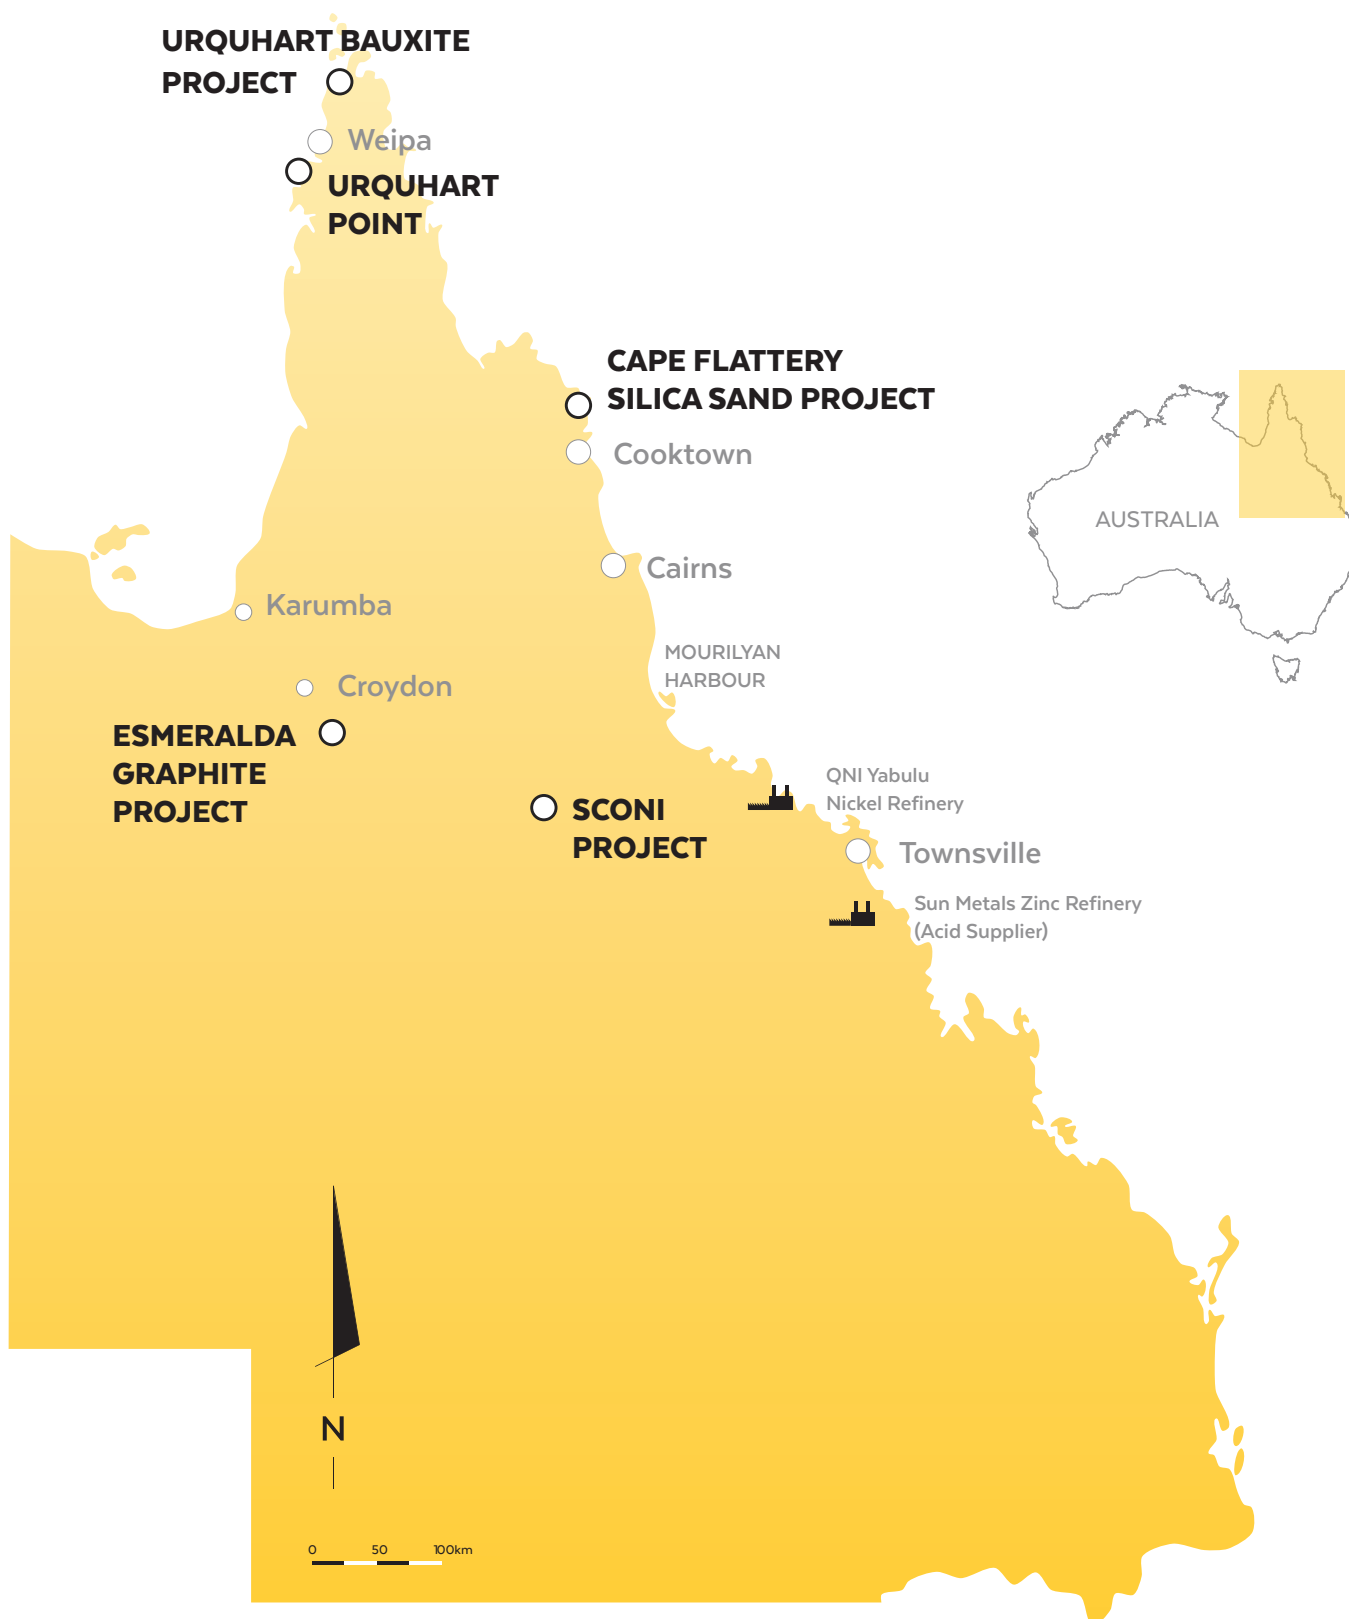 URQUHART BAUXITE
PROJECT
Weipa
URQUHART
POINT
CAPE FLATTERY
SILICA SAND PROJECT
Cooktown
AUSTRALIA
Cairns
Karumba
MOURILYAN
HARBOUR
Croydon
ESMERALDA
GRAPHITE
PROJECT
QNI Yabulu
Nickel Refinery
SCONI
PROJECT
Townsville
Sun Metals Zinc Refinery
(Acid Supplier)
N
0 50 100km